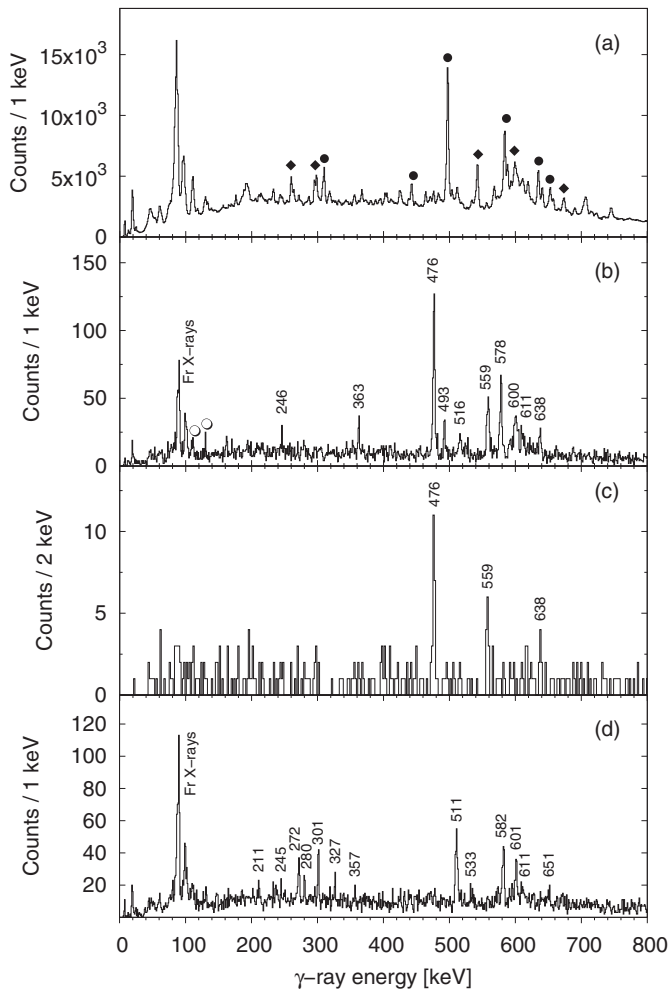 15x10³
10x10³
5x10³
0
Counts / 1 keV
(a)
150
100
50
0
Counts / 1 keV
(b)
Fr X−rays
246
363
476
493
516
559
578
600
611
638
10
5
0
Counts / 2 keV
(c)
476
559
638
120
100
80
60
40
20
Counts / 1 keV
(d)
Fr X−rays
211
245
272
280
301
327
357
511
533
582
601
611
651
0 100 200 300 400 500 600 700 800
γ−ray energy [keV]